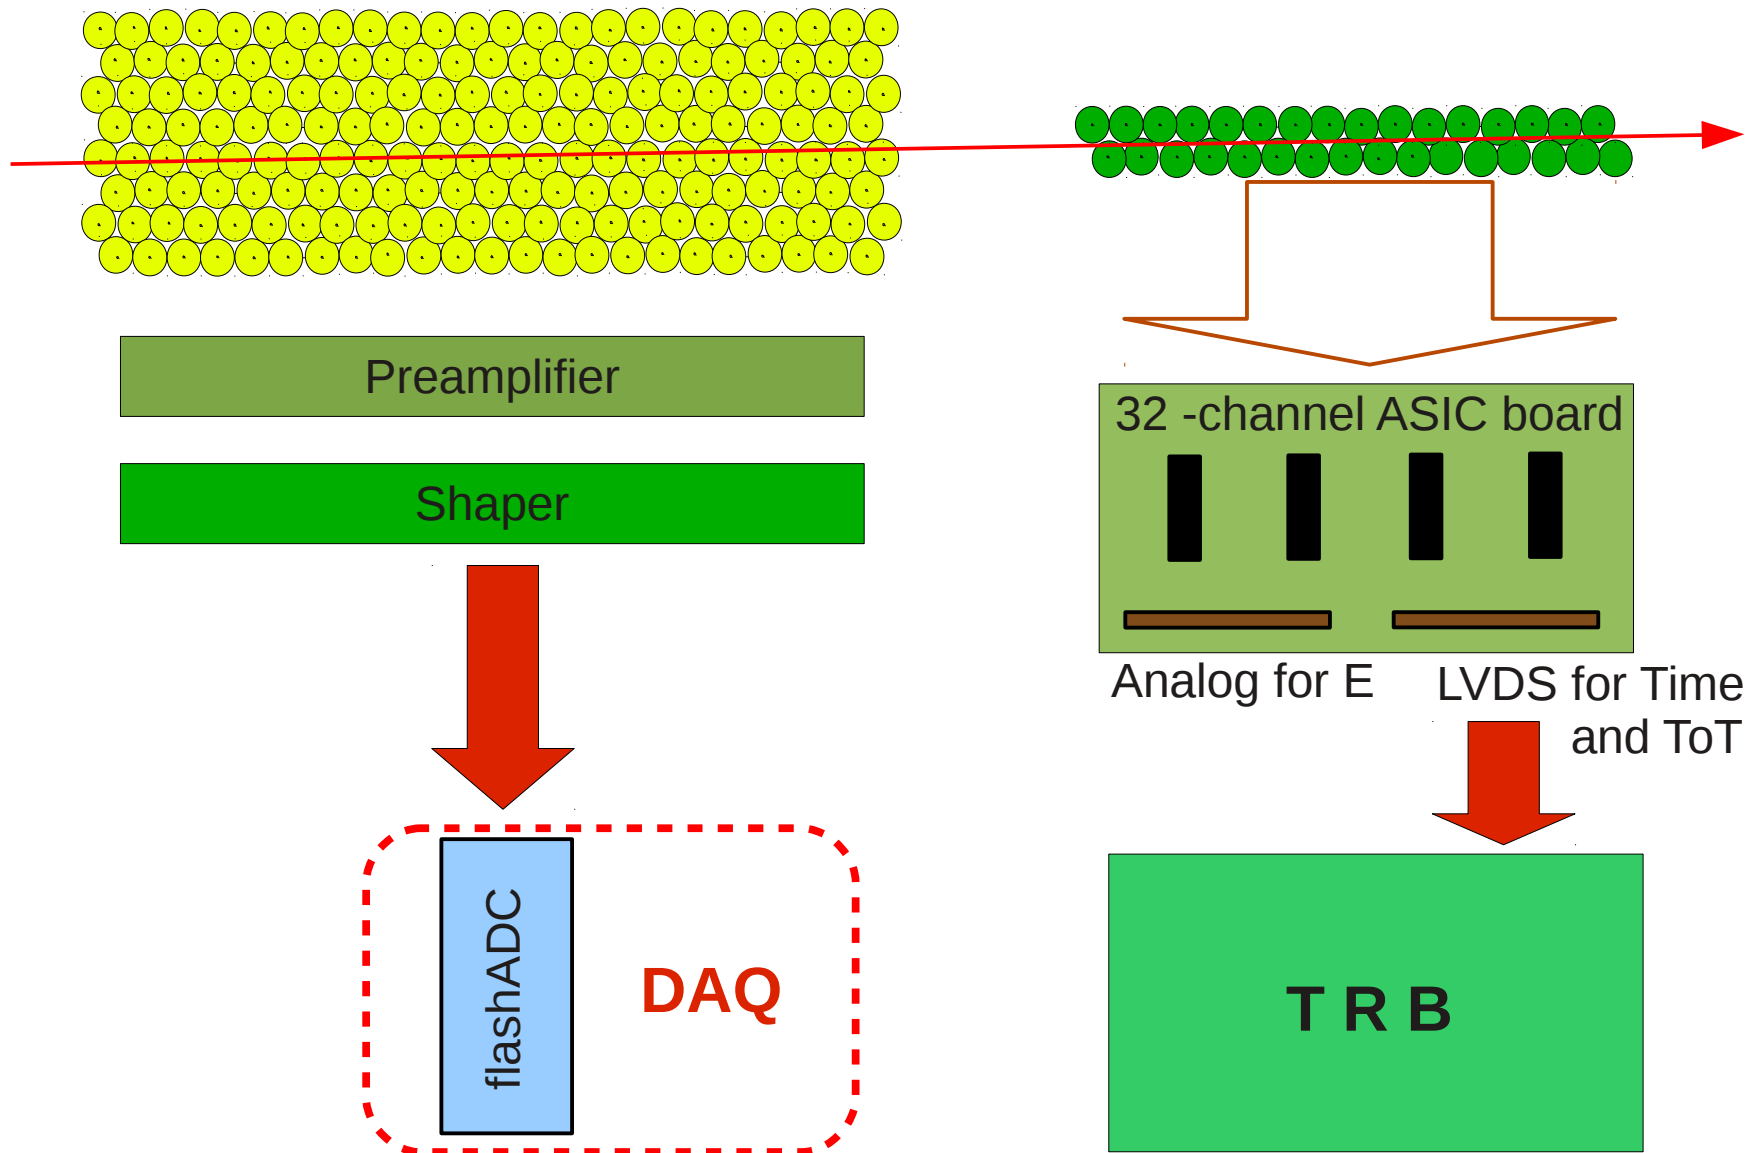 Preamplifier
Shaper
flashADC
DAQ
32 -channel ASIC board
Analog for E
LVDS for Time
and ToT
T R B